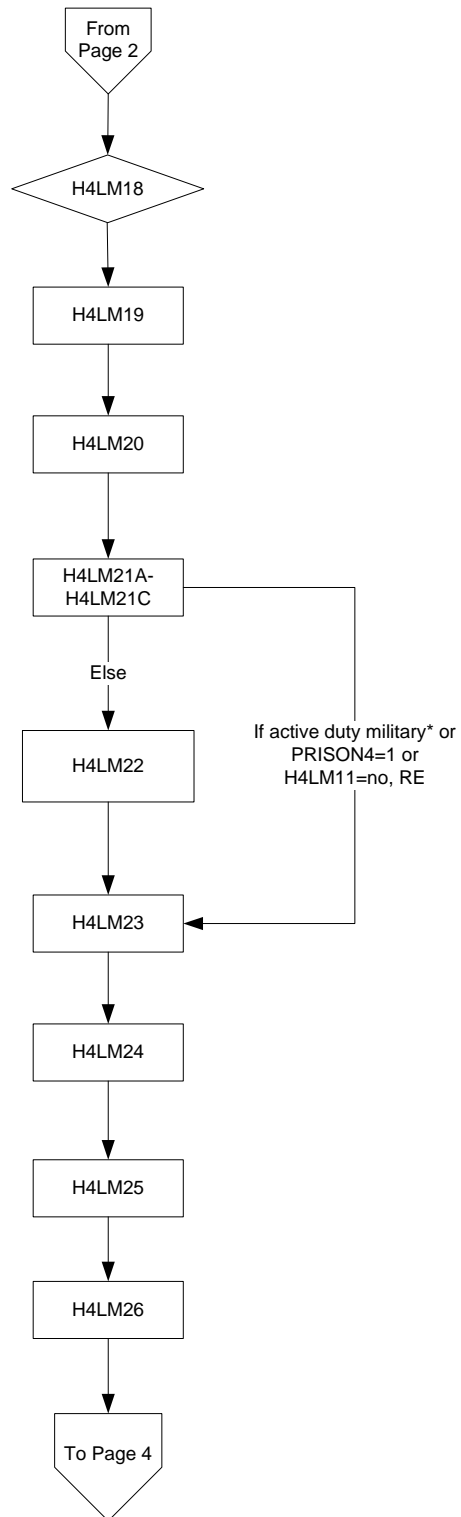 From
Page 2
H4LM18
H4LM19
H4LM20
H4LM21A-
H4LM21C
Else
H4LM22
If active duty military* or
PRISON4=1 or
H4LM11=no, RE
H4LM23
H4LM24
H4LM25
H4LM26
To Page 4